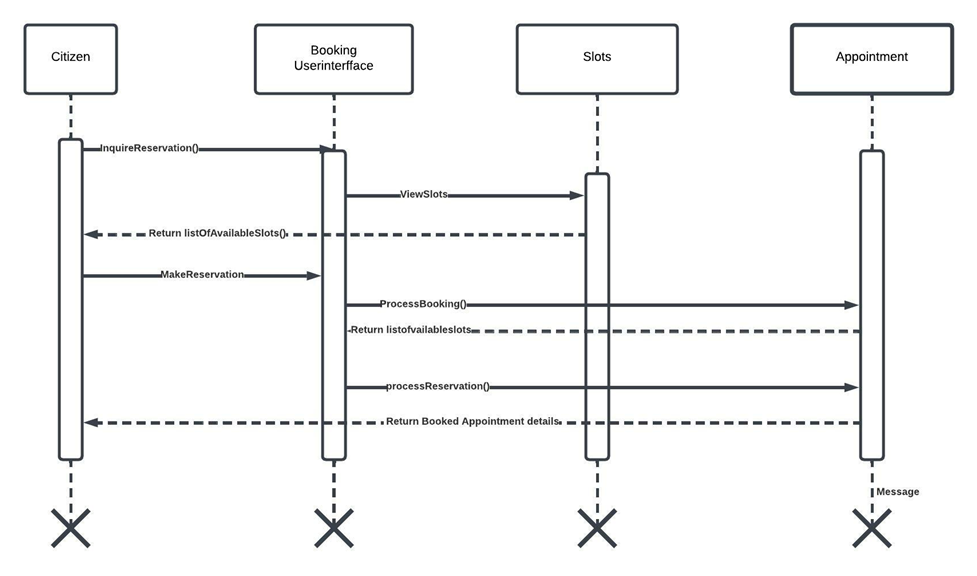 Citizen
Booking
Userinterfface
Slots
Appointment
InquireReservation()
ViewSlots
Return listOfAvailableSlots()
MakeReservation
ProcessBooking()
Return listofvailableslots
processReservation()
Return Booked Appointment details
Message